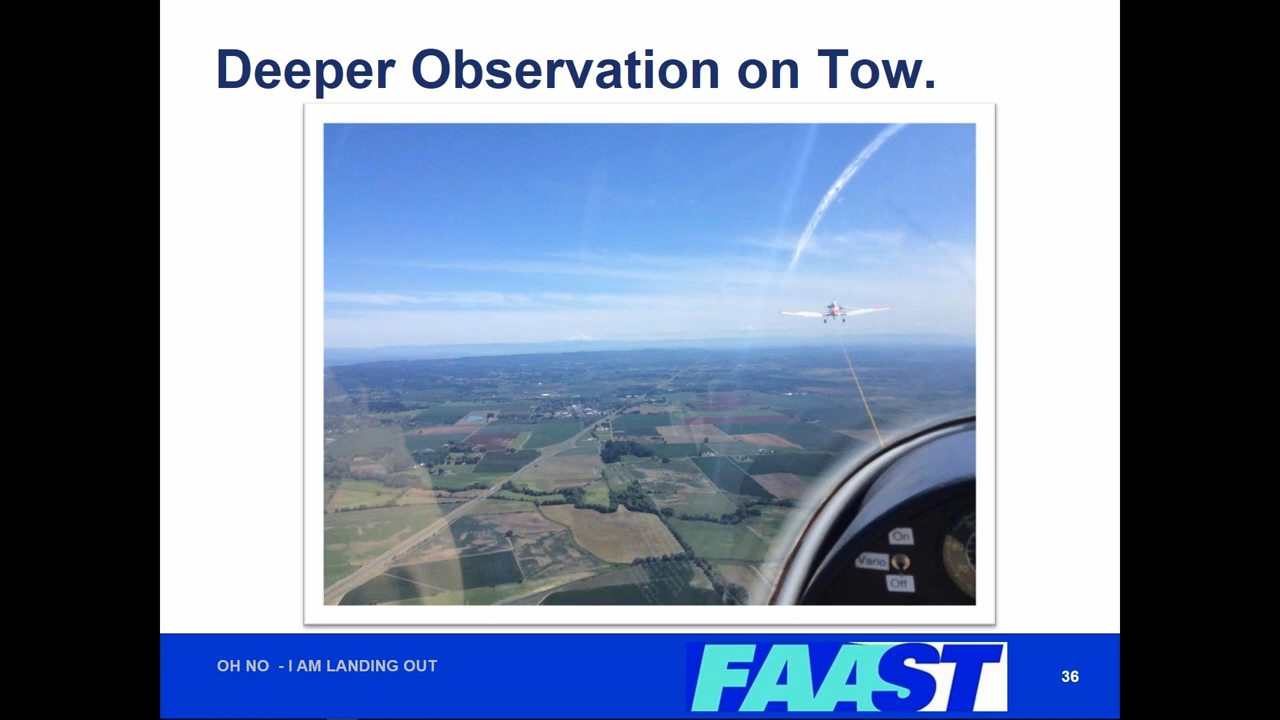 Deeper Observation on Tow.
On
Vario
Off
OH NO - I AM LANDING OUT
FAAST
36